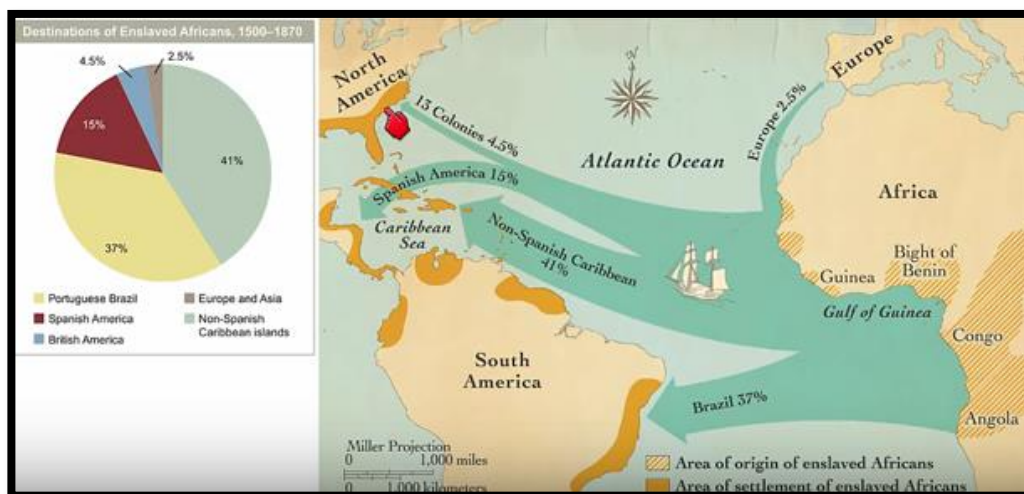 Destinations of Enslaved Africans, 1500–1870
4.5%
2.5%
15%
41%
37%
Portuguese Brazil
Spanish America
British America
Europe and Asia
Non-Spanish
Caribbean islands
North
America
Europe
13 Colonies 4.5%
Europe 2.5%
N
Atlantic Ocean
Spanish America 15%
Africa
Caribbean
Sea
Non-Spanish Caribbean
41%
Bight of
Benin
Guinea
Gulf of Guinea
Congo
South
America
Brazil 37%
Angola
Miller Projection
0 1,000 miles
0 1,000 kilometers
Area of origin of enslaved Africans
Area of settlement of enslaved Africans